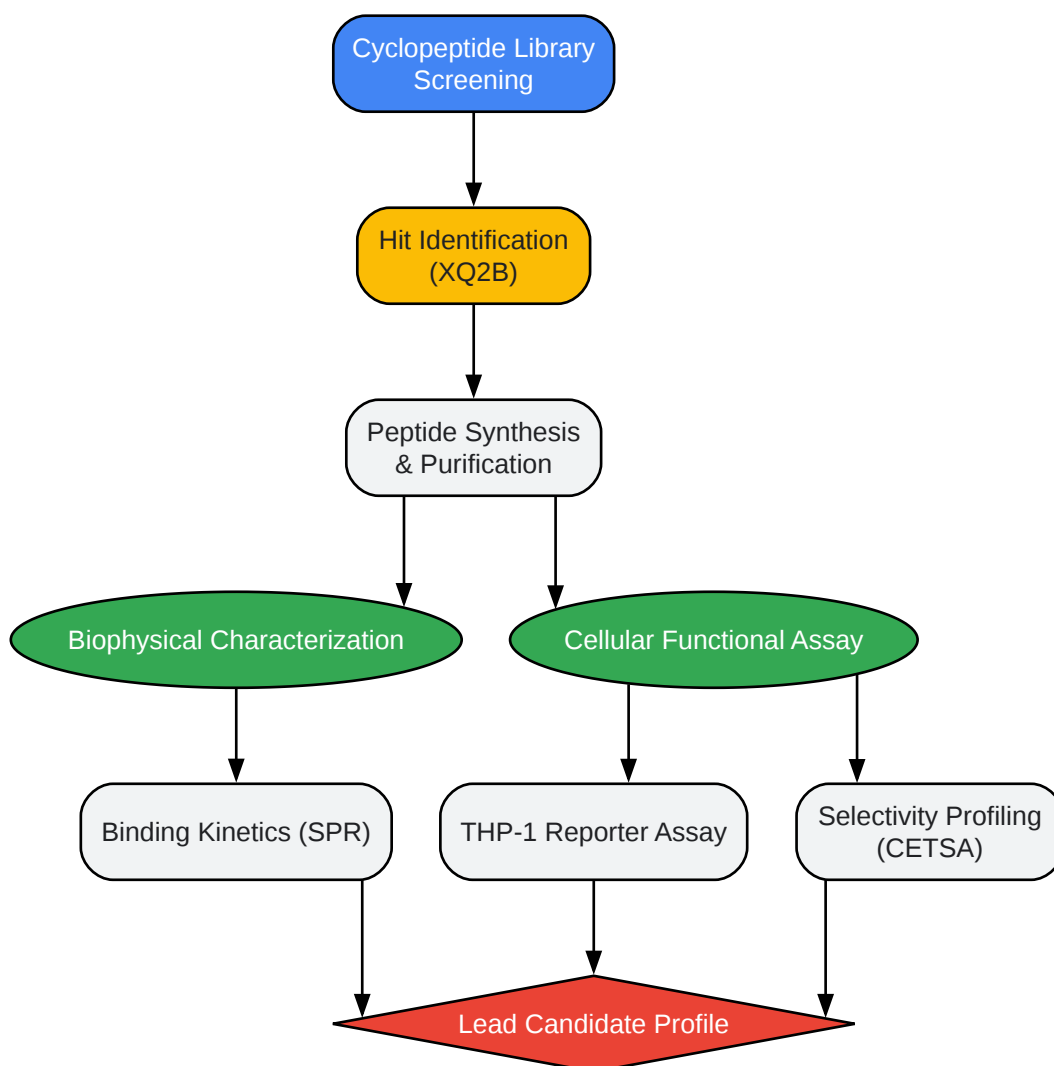 Cyclopeptide Library
Screening
Hit Identification
(XQ2B)
Peptide Synthesis
& Purification
Biophysical Characterization
Cellular Functional Assay
Binding Kinetics (SPR)
THP-1 Reporter Assay
Selectivity Profiling
(CETSA)
Lead Candidate Profile